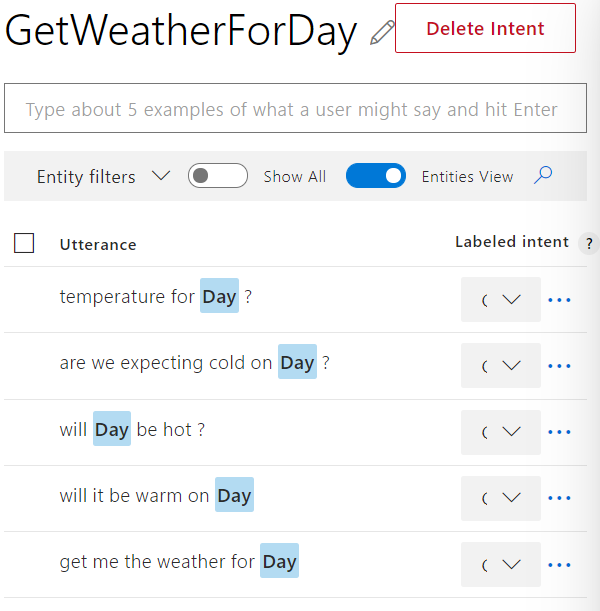 GetWeatherForDay
Delete Intent
Type about 5 examples of what a user might say and hit Enter
Entity filters Show All Entities View
Utterance Labeled intent ?
temperature for Day ?
are we expecting cold on Day ?
will Day be hot ?
will it be warm on Day
get me the weather for Day